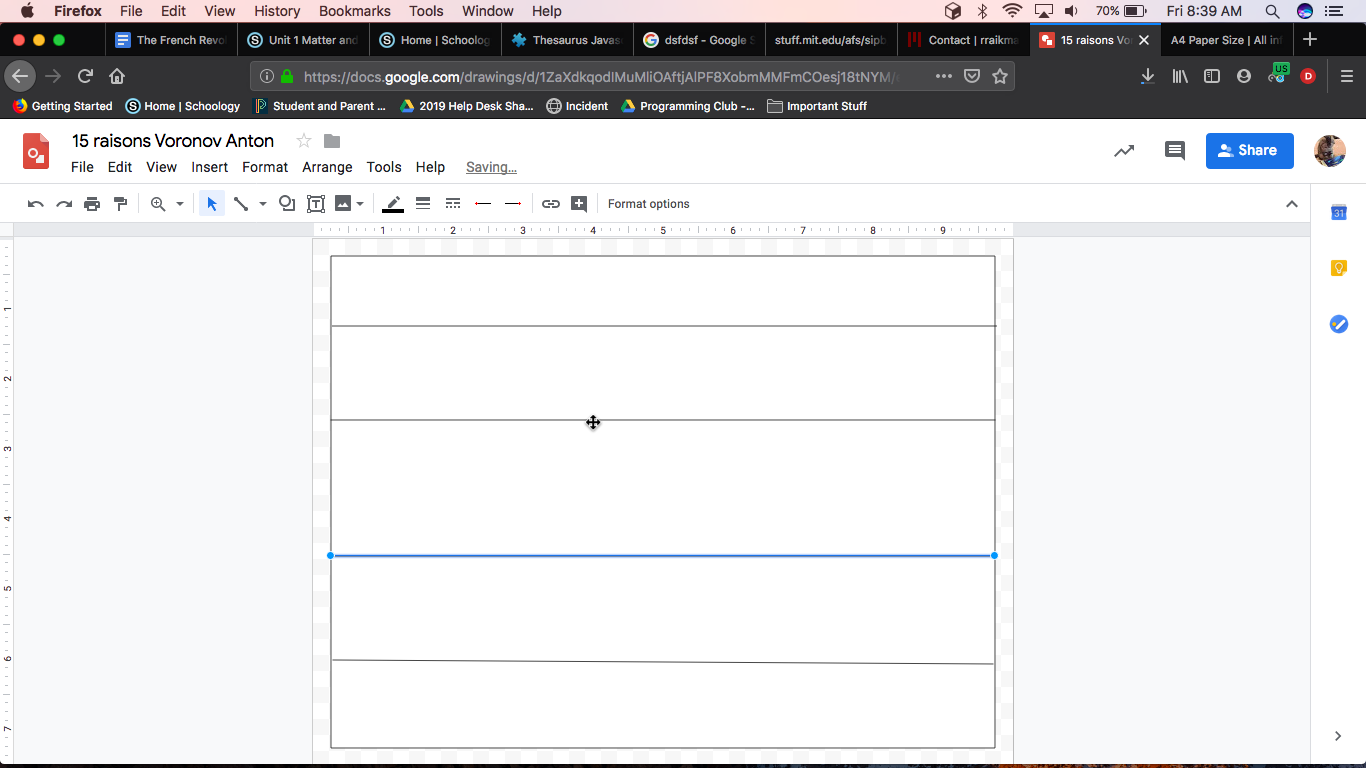 Firefox File Edit View History Bookmarks Tools Window Help 70% Fri 8:39 AM
The French Revo Unit 1 Matter and Home | Schoolog Thesaurus Javas dsfdsf - Google S stuff.mit.edu/afs/sipb Contact | rraikma 15 raisons Vo A4 Paper Size | All in
https://docs.google.com/drawings/d/1ZaXdkqodIMuMliOAftjAlPF8XobmMMFmCOesj18tNYM/ US D
Getting Started Home | Schoology Student and Parent ... 2019 Help Desk Sha... Incident Programming Club -... Important Stuff
15 raisons Voronov Anton
File Edit View Insert Format Arrange Tools Help Saving...
Share
Format options
31
1 2 3 4 5 6 7 8 9
1
2
3
4
5
6
7